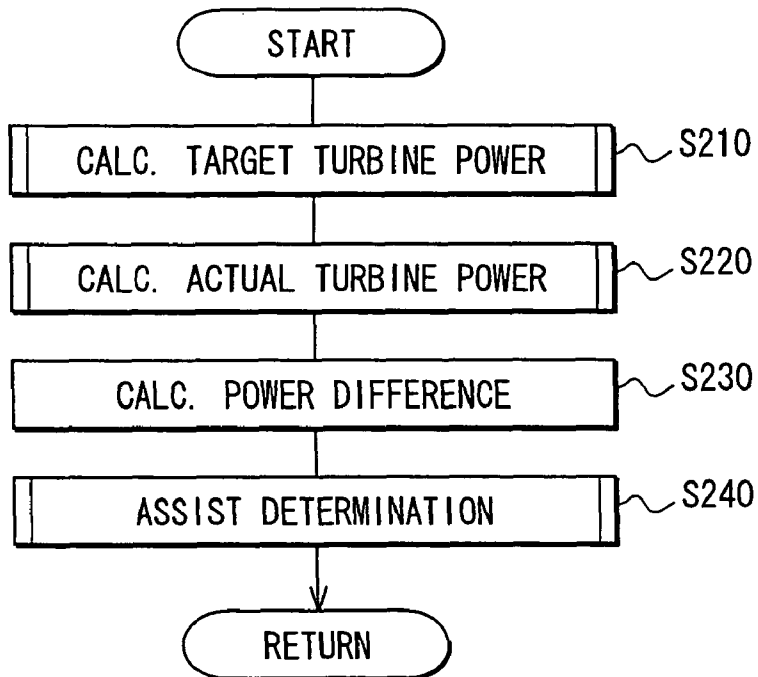 START
CALC. TARGET TURBINE POWER
S210
CALC. ACTUAL TURBINE POWER
S220
CALC. POWER DIFFERENCE
S230
ASSIST DETERMINATION
S240
RETURN